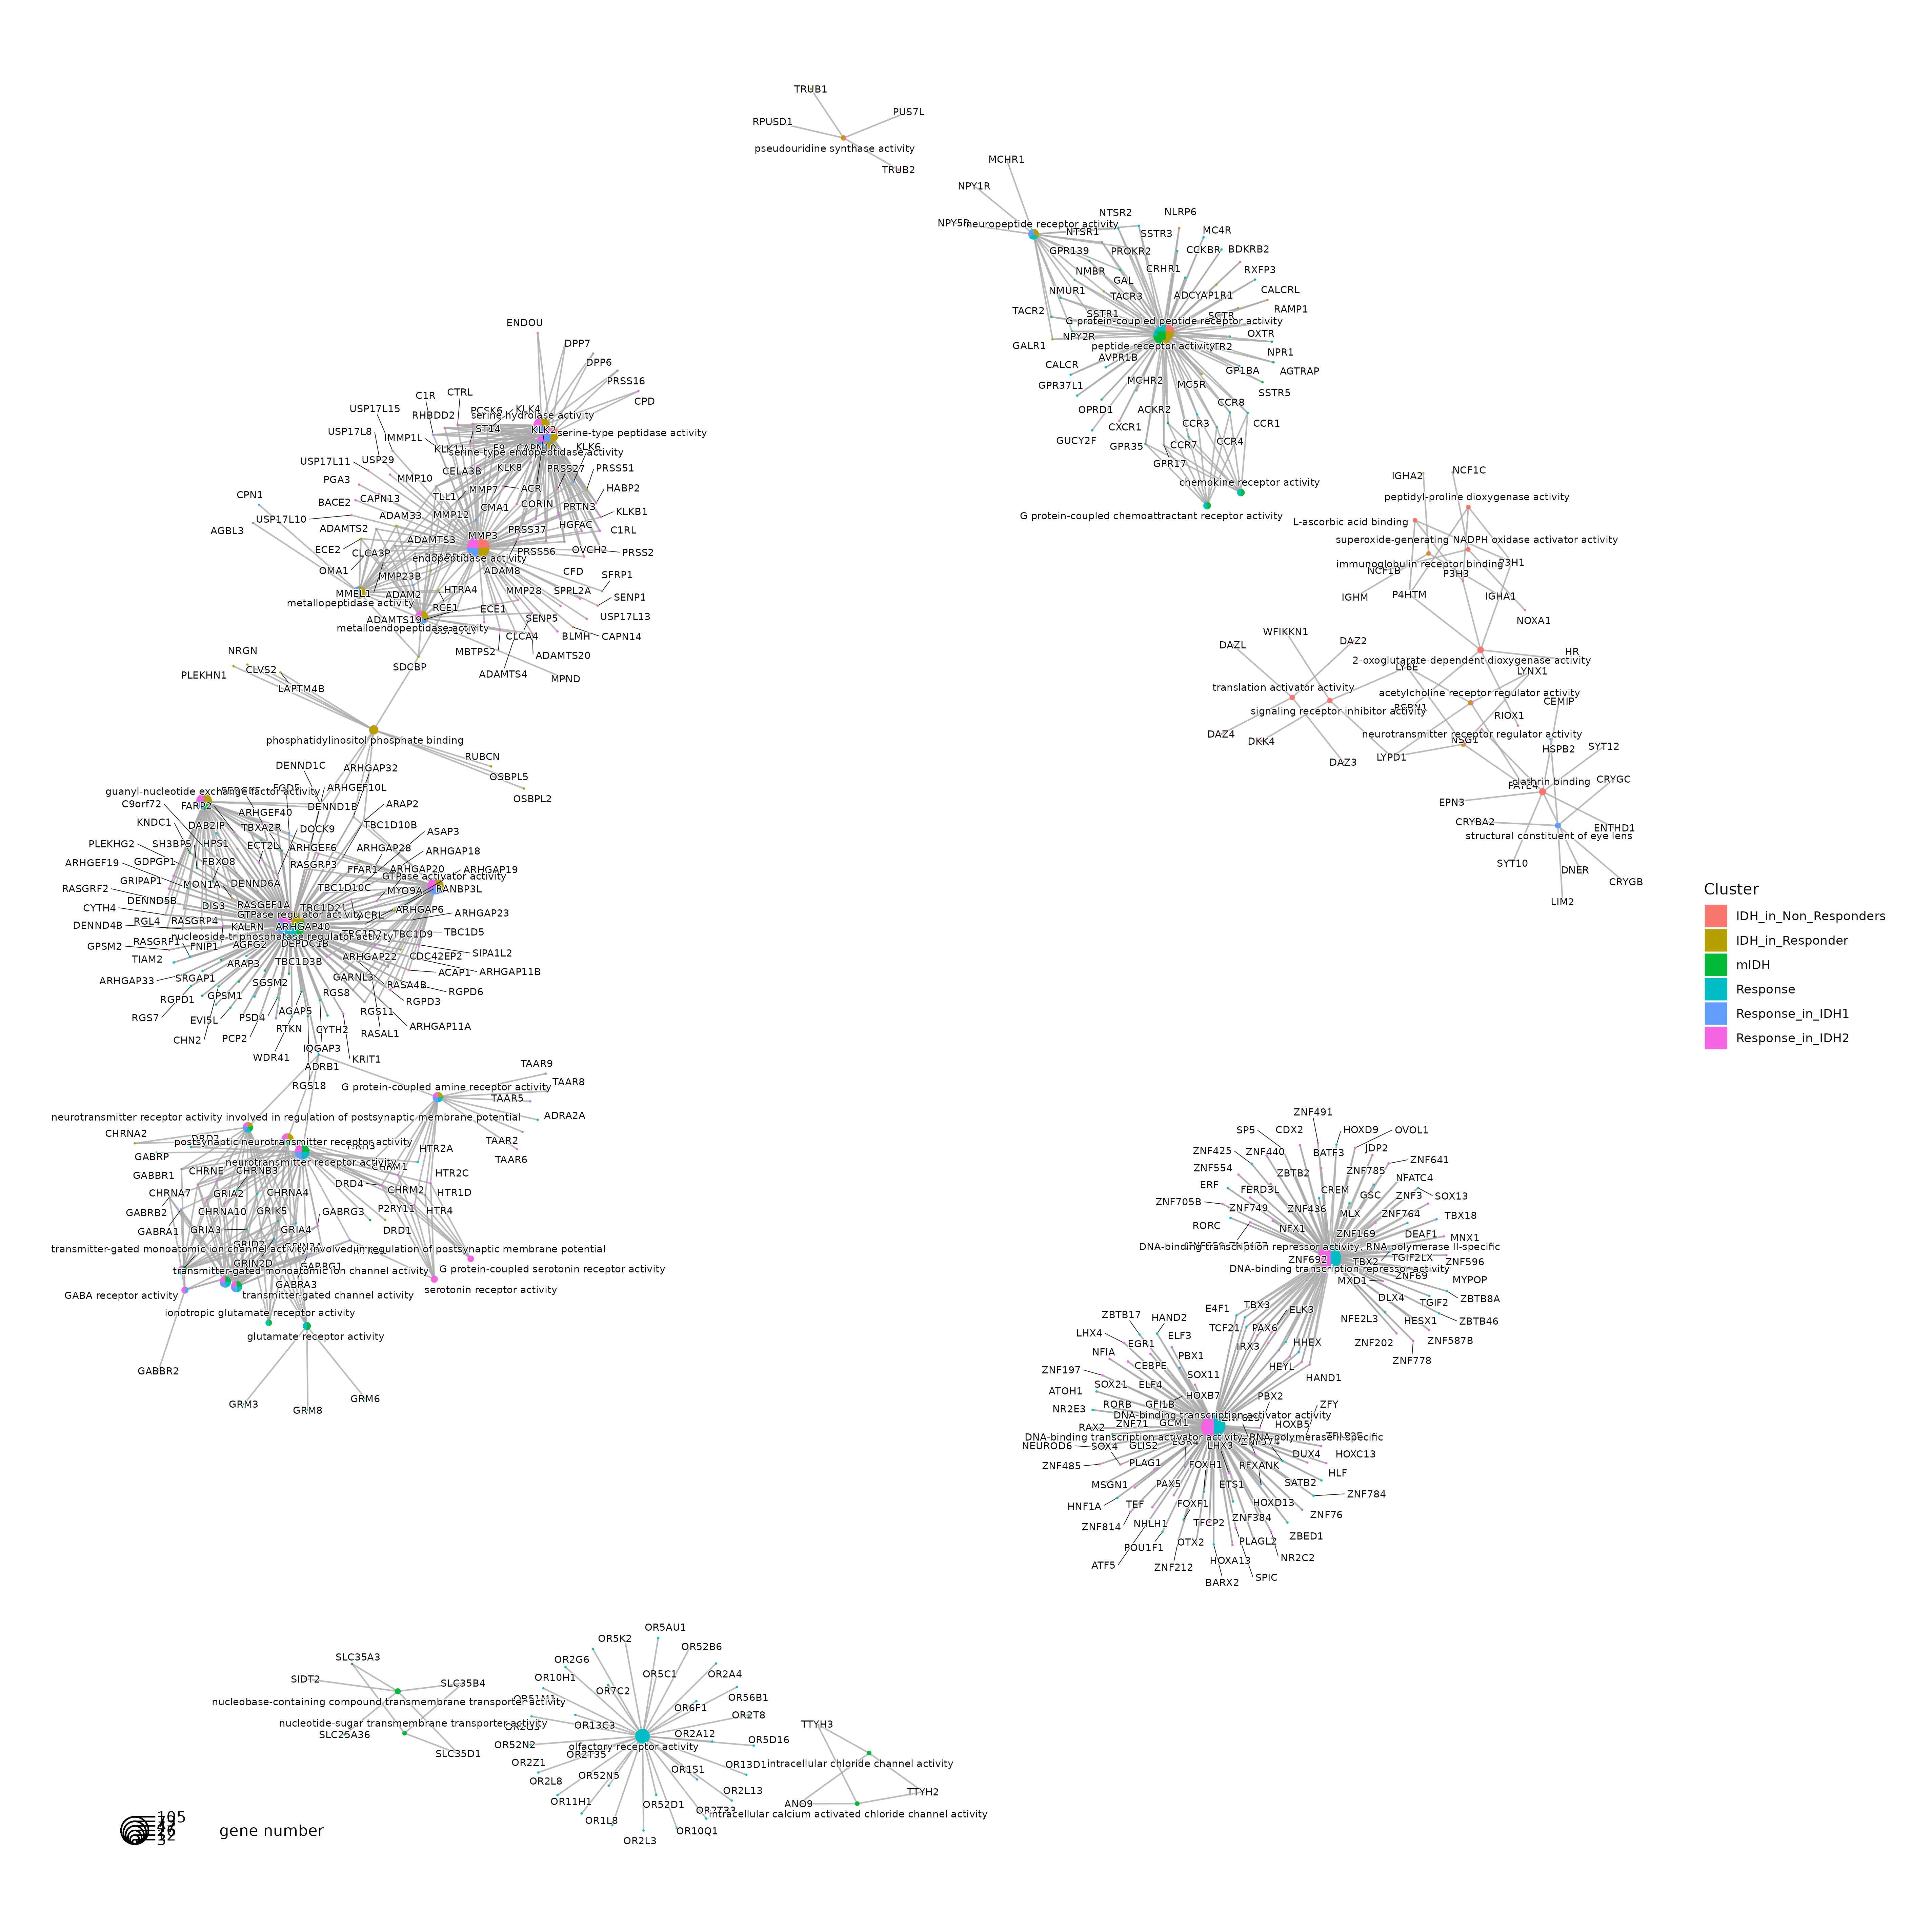 TRUB1
PUS7L
RPUSD1
pseudouridine synthase activity
TRUB2
MCHR1
NPY1R
neuropeptide receptor activity
NTSR2
NLRP6
NTSR1
SSTR3
MC4R
GPR139
PROKR2
CCKBR
BDKRB2
NMBR
GAL
CRHR1
RXFP3
NMUR1
TACR3
ADCYAP1R1
CALCRL
TACR2
SSTR1
SCTR
RAMP1
G protein-coupled peptide receptor activity
GALR1
NPY2R
OXTR
peptide receptor activity
NPR1
AVPR1B
CALCR
GP1BA
AGTRAP
GPR37L1
MCHR2
MC5R
SSTR5
OPRD1
ACKR2
CCR8
CXCR1
CCR3
CCR1
GUCY2F
GPR35
CCR7
CCR4
GPR17
chemokine receptor activity
G protein-coupled chemoattractant receptor activity
ENDOU
DPP7
DPP6
PRSS16
CPD
C1R
CTRL
USP17L15
RHBDD2
PCSK6
KLK4
serine hydrolase activity
USP17L8
IMMP1L
ST14
KLK2
serine-type peptidase activity
USP29
KLK11
F9
CAPN10
KLK6
serine-type endopeptidase activity
USP17L11
CELA3B
KLK8
PRSS27
PRSS51
PGA3
MMP10
MMP7
ACR
HABP2
CPN1
BACE2
CAPN13
TLL1
CMA1
CORIN
PRTN3
KLKB1
USP17L10
ADAM33
MMP12
HGFAC
C1RL
AGBL3
ADAMTS2
ADAMTS3
MMP3
PRSS37
ECE2
CLCA3P
endopeptidase activity
PRSS56
OVCH2
PRSS2
OMA1
MMP23B
ADAM8
CFD
SFRP1
MMEL1
ADAM2
HTRA4
MMP28
SPPL2A
SENP1
metallopeptidase activity
RCE1
ECE1
USP17L13
ADAMTS19
SENP5
metalloendopeptidase activity
CLCA4
BLMH
CAPN14
MBTPS2
ADAMTS20
NRGN
SDCBP
ADAMTS4
MPND
PLEKHN1
CLVS2
LAPTM4B
phosphatidylinositol phosphate binding
RUBCN
OSBPL5
OSBPL2
DENND1C
ARHGAP32
guanyl-nucleotide exchange factor activity
ARHGEF10L
C9orf72
FARP2
DENND1B
ARAP2
KNDC1
DAB2IP
ARHGEF40
TBXA2R
DOCK9
TBC1D10B
ASAP3
PLEKHG2
SH3BP5
HPS1
ECT2L
ARHGEF6
ARHGAP28
ARHGAP18
ARHGEF19
GDPGP1
FBXO8
RASGRP3
FFAR1
ARHGAP20
ARHGAP19
GTPase activator activity
RASGRF2
GRIPAP1
MON1A
DENND6A
TBC1D10C
MYO9A
RANBP3L
DENND5B
CYTH4
DIS3
RASGEF1A
TBC1D21
ARHGAP6
ARHGAP23
GTPase regulator activity
DENND4B
RGL4
RASGRP4
KALRN
ARHGAP40
TBC1D9
TBC1D5
nucleoside-triphosphatase regulator activity
GPSM2
RASGRF1
FNIP1
AGFG2
DEPDC1B
TIAM2
ARHGAP22
CDC42EP2
SIPA1L2
ARAP3
TBC1D3B
ACAP1
ARHGAP11B
ARHGAP33
SRGAP1
SGSM2
GARNL3
RASA4B
RGPD1
GPSM1
RGS8
RGPD3
RGPD6
RGS7
EVI5L
PSD4
AGAP5
RGS11
CHN2
PCP2
RTKN
CYTH2
RASAL1
ARHGAP11A
WDR41
IQGAP3
KRIT1
ADRB1
RGS18
TAAR9
G protein-coupled amine receptor activity
TAAR8
TAAR5
neurotransmitter receptor activity involved in regulation of postsynaptic membrane potential
ADRA2A
CHRNA2
TAAR2
postsynaptic neurotransmitter receptor activity
GABRP
HTR2A
TAAR6
neurotransmitter receptor activity
GABBR1
CHRNE
CHRNB3
CHRM1
HTR2C
CHRNA7
GRIA2
CHRNA4
DRD4
CHRM2
HTR1D
GABRB2
CHRNA10
GRIK5
GABRG3
P2RY11
HTR4
GABRA1
GRIA3
GRIA4
DRD1
transmitter-gated monoatomic ion channel activity involved in regulation of postsynaptic membrane potential
GRID2
GRIN2D
GABRG1
transmitter-gated monoatomic ion channel activity
G protein-coupled serotonin receptor activity
GABRA3
GABA receptor activity
transmitter-gated channel activity
serotonin receptor activity
ionotropic glutamate receptor activity
glutamate receptor activity
GABBR2
GRM3
GRM8
GRM6
IGHA2
NCF1C
peptidyl-proline dioxygenase activity
L-ascorbic acid binding
superoxide-generating NADPH oxidase activator activity
immunoglobulin receptor binding
P3H1
NCF1B
P3H3
IGHM
P4HTM
IGHA1
NOXA1
WFIKKN1
DAZL
DAZ2
HR
2-oxoglutarate-dependent dioxygenase activity
LY6E
LYNX1
translation activator activity
acetylcholine receptor regulator activity
CEMIP
signaling receptor inhibitor activity
RIOX1
DAZ4
DKK4
neurotransmitter receptor regulator activity
NSG1
HSPB2
SYT12
LYPD1
DAZ3
clathrin binding
CRYGC
EPN3
CRYBA2
ENTHD1
structural constituent of eye lens
SYT10
DNER
CRYGB
LIM2
Cluster
IDH_in_Non_Responders
IDH_in_Responder
mIDH
Response
Response_in_IDH1
Response_in_IDH2
ZNF491
SP5
CDX2
HOXD9
OVOL1
ZNF425
ZNF440
BATF3
JDP2
ZNF554
ZBTB2
ZNF785
ZNF641
ERF
FERD3L
CREM
GSC
NFATC4
ZNF705B
ZNF749
ZNF436
MLX
ZNF3
SOX13
RORC
NFX1
ZNF764
TBX18
ZNF169
DEAF1
MNX1
DNA-binding transcription repressor activity, RNA polymerase II-specific
ZNF692
TBX2
TGIF2LX
ZNF596
DNA-binding transcription repressor activity
MXD1
ZNF69
MYPOP
DLX4
TGIF2
ZBTB8A
E4F1
TBX3
ELK3
NFE2L3
HESX1
ZBTB46
ZBTB17
HAND2
TCF21
PAX6
LHX4
ELF3
IRX3
HHEX
ZNF202
ZNF587B
NFIA
EGR1
PBX1
HEYL
ZNF778
ZNF197
CEBPE
SOX11
HAND1
ATOH1
SOX21
ELF4
HOXB7
PBX2
NR2E3
RORB
GFI1B
ZFY
DNA-binding transcription activator activity
RAX2
ZNF71
GCM1
HOXB5
DNA-binding transcription activator activity, RNA polymerase II-specific
NEUROD6
SOX4
GLIS2
LHX3
DUX4
HOXC13
ZNF485
PLAG1
FOXH1
RFXANK
HLF
MSGN1
PAX5
ETS1
SATB2
ZNF784
HNF1A
TEF
FOXF1
HOXD13
ZNF76
ZNF814
NHLH1
TFCP2
ZNF384
ZBED1
POU1F1
OTX2
PLAGL2
ATF5
ZNF212
HOXA13
NR2C2
BARX2
SPIC
OR5AU1
OR5K2
OR52B6
SLC35A3
OR2G6
SIDT2
OR10H1
OR5C1
OR2A4
SLC35B4
OR7C2
OR56B1
nucleobase-containing compound transmembrane transporter activity
OR6F1
OR2T8
nucleotide-sugar transmembrane transporter activity
OR13C3
TTYH3
SLC25A36
OR52N2
OR2A12
OR5D16
olfactory receptor activity
SLC35D1
OR2T35
OR2Z1
OR1S1
OR13D1
intracellular chloride channel activity
OR2L8
OR52N5
OR2L13
TTYH2
OR11H1
OR52D1
ANO9
intracellular calcium activated chloride channel activity
OR1L8
OR2L3
OR10Q1
105
gene number